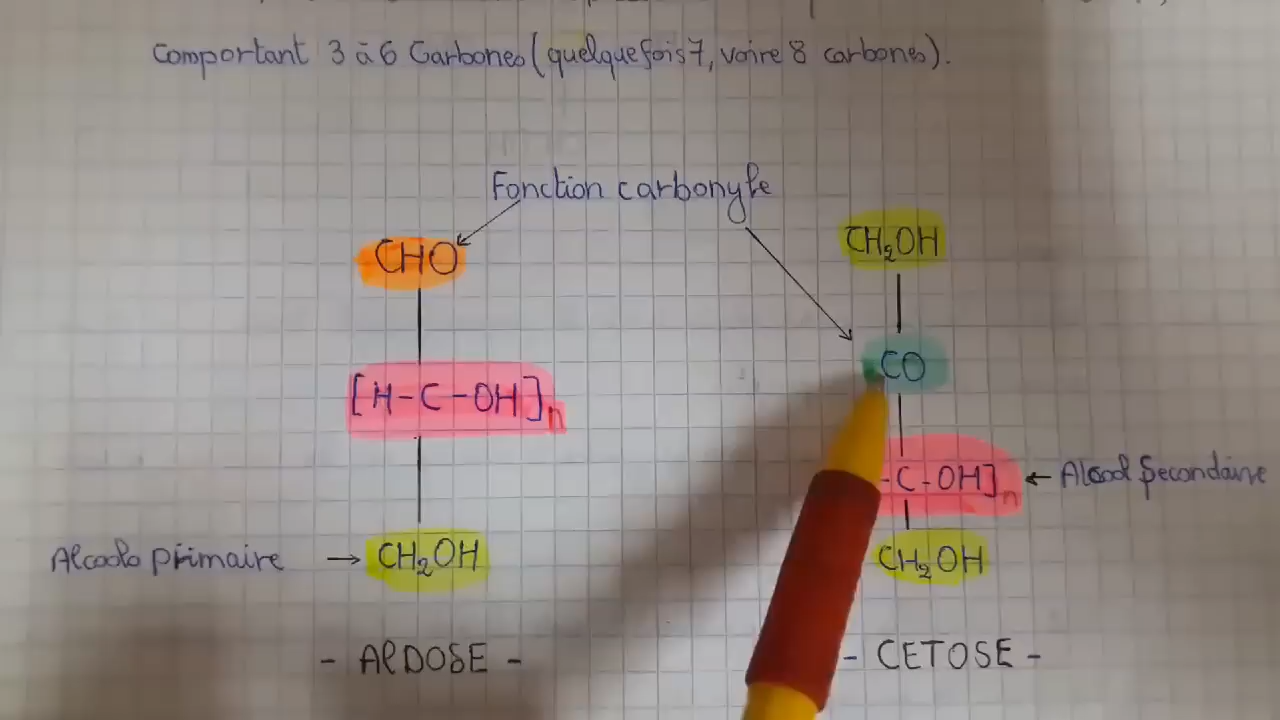 Comportant 3 à 6 Carbones (quelquefois 7, voire 8 carbones).
Fonction carbonyle
CHO
[H-C-OH]n
Alcools primaire → CH₂OH
- AlDOSE -
CH₂OH
CO
-C-OH]n ← Alcool Secondaire
CH₂OH
- CETOSE -